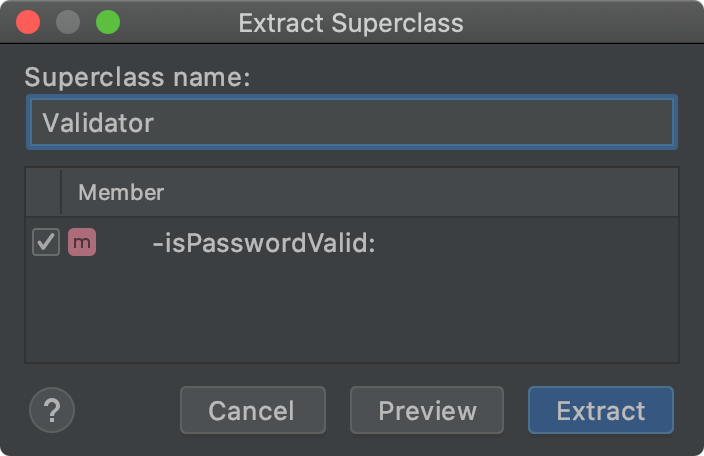 Extract Superclass
Superclass name:
Validator
Member
m -isPasswordValid:
? Cancel Preview Extract